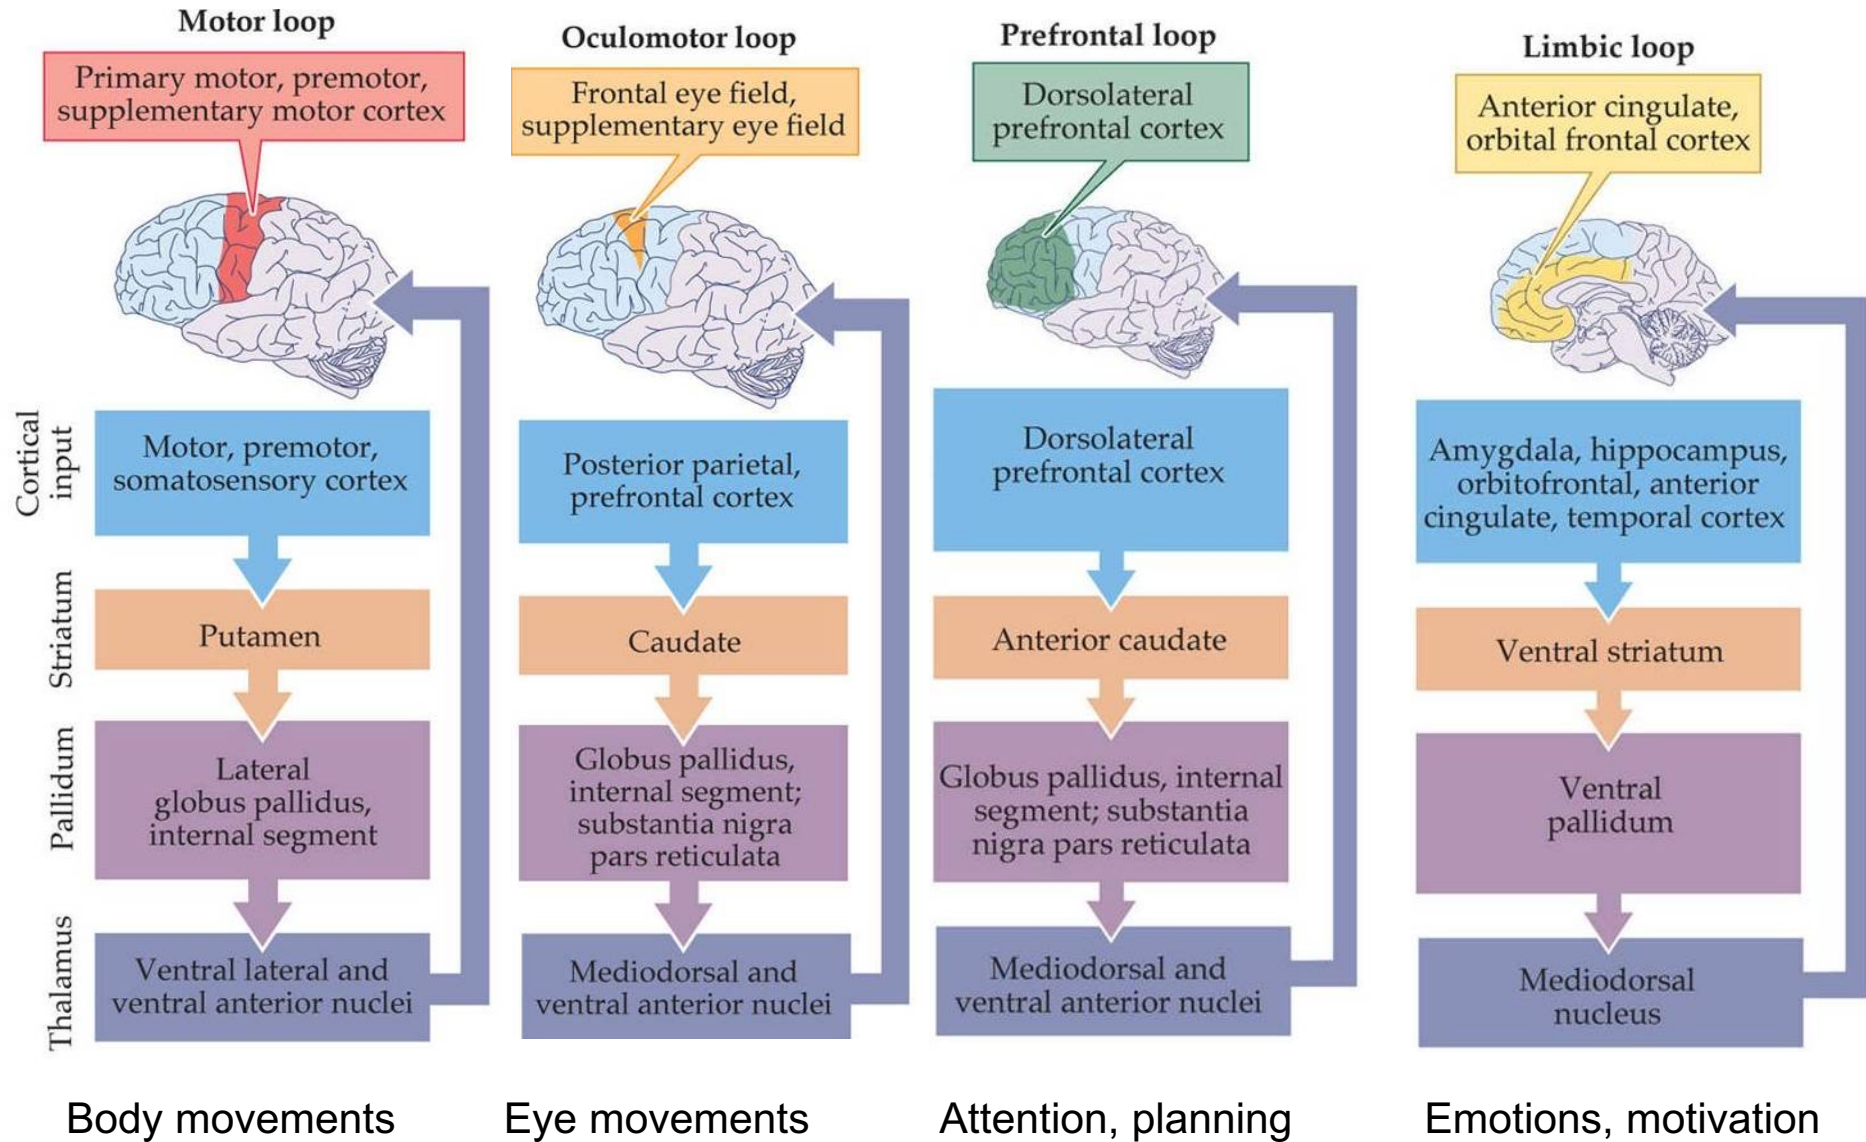 Motor loop
Primary motor, premotor,
supplementary motor cortex
Oculomotor loop
Frontal eye field,
supplementary eye field
Prefrontal loop
Dorsolateral
prefrontal cortex
Limbic loop
Anterior cingulate,
orbital frontal cortex
Cortical
input
Motor, premotor,
somatosensory cortex
Posterior parietal,
prefrontal cortex
Dorsolateral
prefrontal cortex
Amygdala, hippocampus,
orbitofrontal, anterior
cingulate, temporal cortex
Striatum
Putamen
Caudate
Anterior caudate
Ventral striatum
Pallidum
Lateral
globus pallidus,
internal segment
Globus pallidus,
internal segment;
substantia nigra
pars reticulata
Globus pallidus, internal
segment; substantia
nigra pars reticulata
Ventral
pallidum
Thalamus
Ventral lateral and
ventral anterior nuclei
Mediodorsal and
ventral anterior nuclei
Mediodorsal and
ventral anterior nuclei
Mediodorsal
nucleus
Body movements
Eye movements
Attention, planning
Emotions, motivation